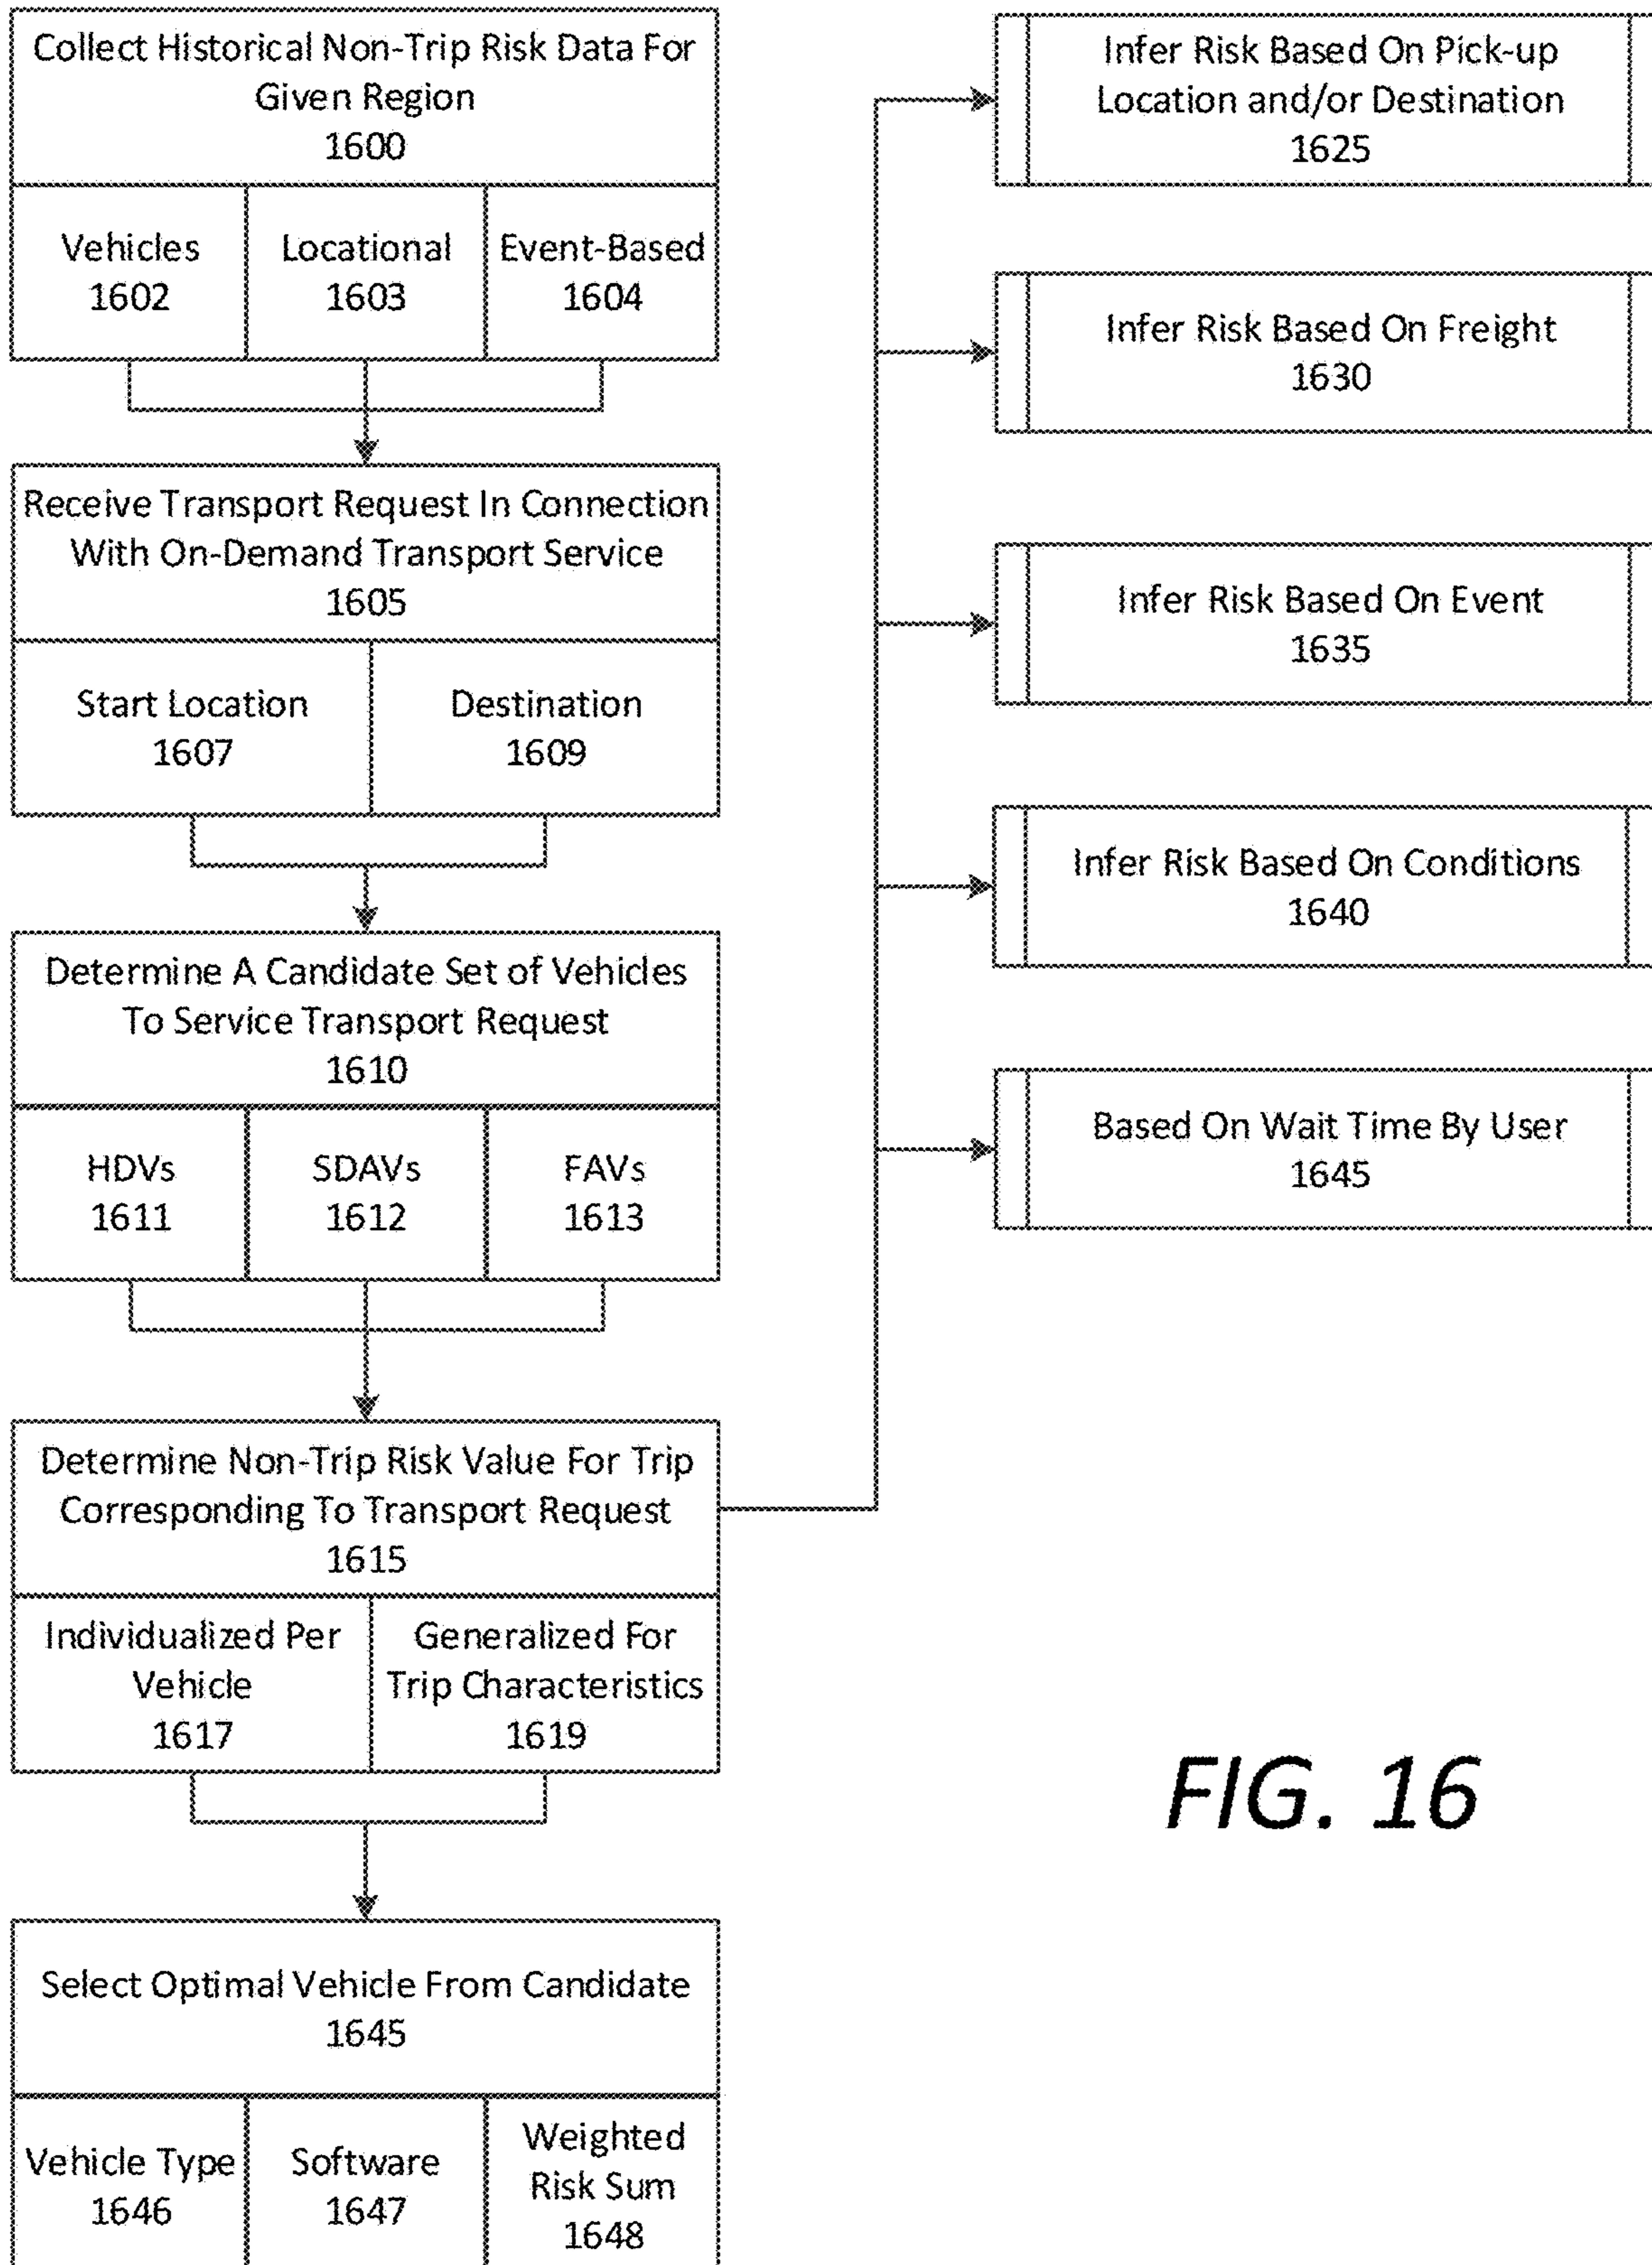 Collect Historical Non-Trip Risk Data For
Given Region
1600
Vehicles
1602
Locational
1603
Event-Based
1604
Receive Transport Request In Connection
With On-Demand Transport Service
1605
Start Location
1607
Destination
1609
Determine A Candidate Set of Vehicles
To Service Transport Request
1610
HDVs
1611
SDAVs
1612
FAVs
1613
Determine Non-Trip Risk Value For Trip
Corresponding To Transport Request
1615
Individualized Per
Vehicle
1617
Generalized For
Trip Characteristics
1619
Select Optimal Vehicle From Candidate
1645
Vehicle Type
1646
Software
1647
Weighted
Risk Sum
1648
Infer Risk Based On Pick-up
Location and/or Destination
1625
Infer Risk Based On Freight
1630
Infer Risk Based On Event
1635
Infer Risk Based On Conditions
1640
Based On Wait Time By User
1645
FIG. 16